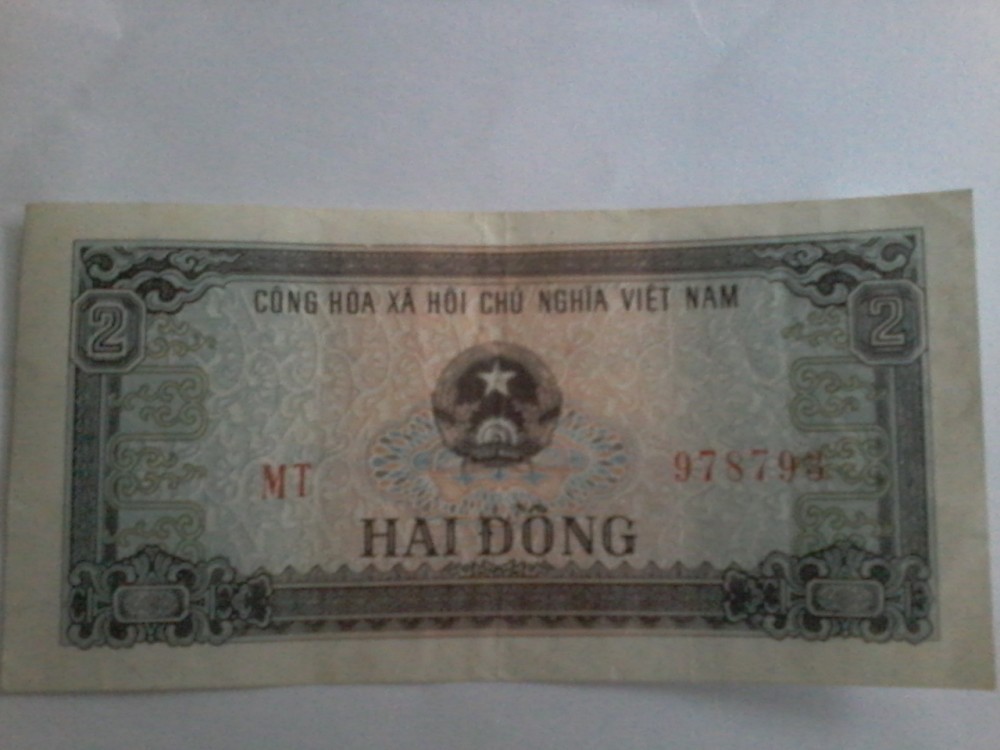 CỘNG HÒA XÃ HỘI CHỦ NGHĨA VIỆT NAM
2 2
MT
HAI ĐỒNG